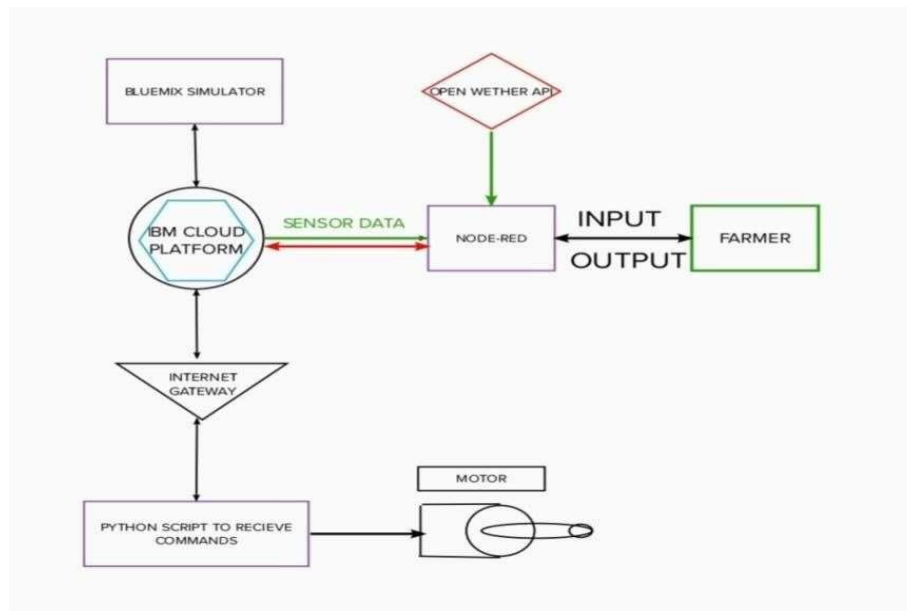 BLUEMIX SIMULATOR
OPEN WETHER API
IBM CLOUD
PLATFORM
SENSOR DATA
NODE-RED
INPUT
OUTPUT
FARMER
INTERNET
GATEWAY
MOTOR
PYTHON SCRIPT TO RECIEVE
COMMANDS